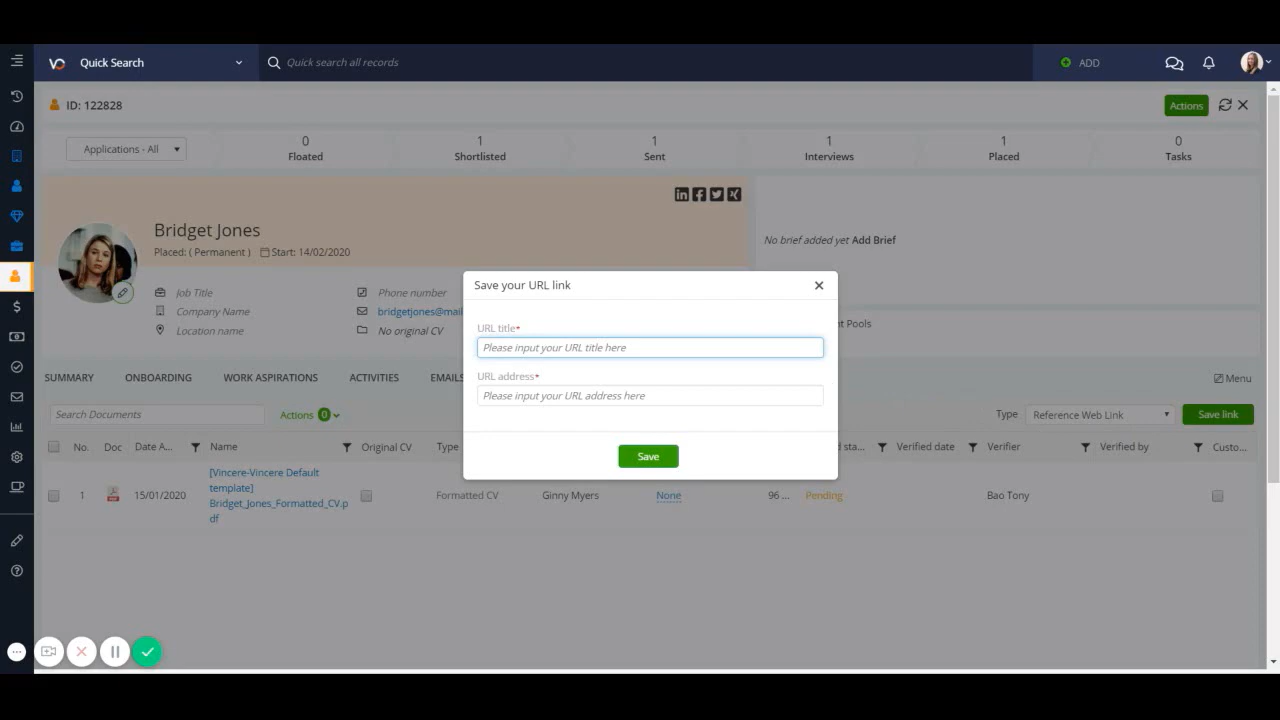 Quick Search
Quick search all records
ADD
ID: 122828
Actions
Applications - All
0
Floated
1
Shortlisted
1
Sent
1
Interviews
1
Placed
0
Tasks
Bridget Jones
Placed: ( Permanent ) Start: 14/02/2020
Job Title
Company Name
Location name
Phone number
bridgetjones@mail
No original CV
No brief added yet Add Brief
nt Pools
Save your URL link
URL title*
Please input your URL title here
URL address*
Please input your URL address here
Save
SUMMARY ONBOARDING WORK ASPIRATIONS ACTIVITIES EMAILS
Menu
Search Documents
Actions 0
Type Reference Web Link
Save link
No. Doc Date A... Name Original CV Type d sta... Verified date Verifier Verified by Custo...
1 15/01/2020
[Vincere-Vincere Default
template]
Bridget_Jones_Formatted_CV.p
df
Formatted CV Ginny Myers None 96 ... Pending Bao Tony